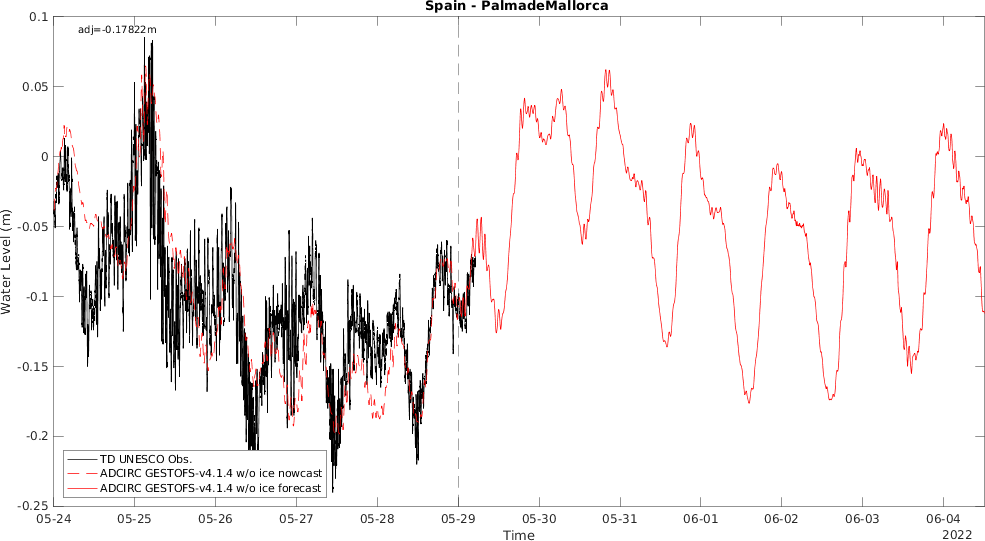 Spain - PalmadeMallorca
adj=-0.17822m
0.1
0.05
0
-0.05
-0.1
-0.15
-0.2
-0.25
Water Level (m)
TD UNESCO Obs.
ADCIRC GESTOFS-v4.1.4 w/o ice nowcast
ADCIRC GESTOFS-v4.1.4 w/o ice forecast
05-24 05-25 05-26 05-27 05-28 05-29 05-30 05-31 06-01 06-02 06-03 06-04
Time
2022